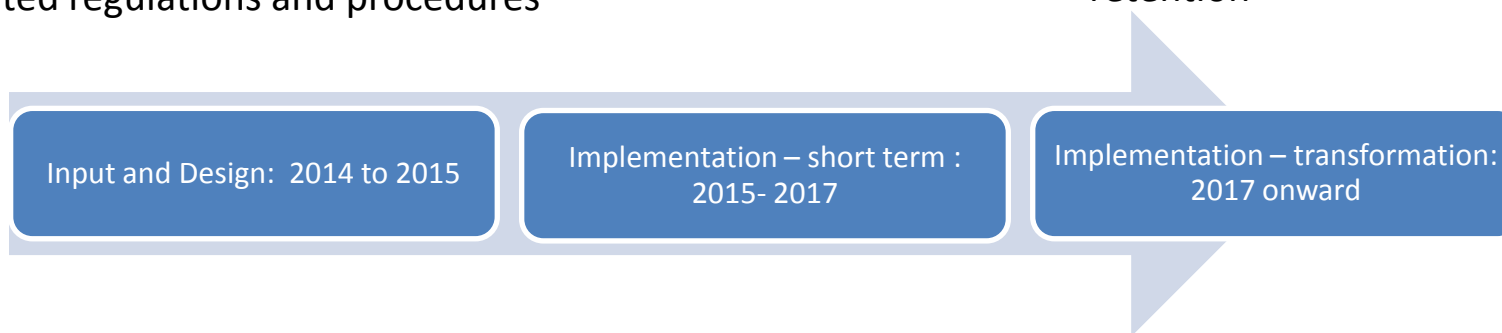 ted regulations and procedures
retention
Input and Design:  2014 to 2015
Implementation – short term :
2015- 2017
Implementation – transformation:
2017 onward